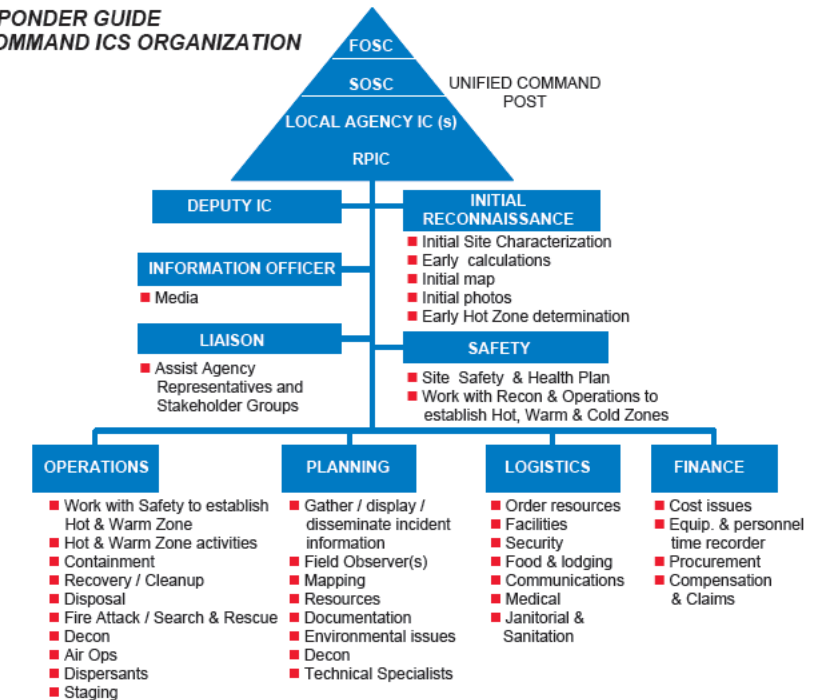 PONDER GUIDE
OMMAND ICS ORGANIZATION
FOSC
SOSC
LOCAL AGENCY IC (s)
RPIC
UNIFIED COMMAND
POST
DEPUTY IC
INITIAL
RECONNAISSANCE
Initial Site Characterization
Early calculations
Initial map
Initial photos
Early Hot Zone determination
INFORMATION OFFICER
Media
LIAISON
Assist Agency
Representatives and
Stakeholder Groups
SAFETY
Site Safety & Health Plan
Work with Recon & Operations to
establish Hot, Warm & Cold Zones
OPERATIONS
Work with Safety to establish
Hot & Warm Zone
Hot & Warm Zone activities
Containment
Recovery / Cleanup
Disposal
Fire Attack / Search & Rescue
Decon
Air Ops
Dispersants
Staging
PLANNING
Gather / display /
disseminate incident
information
Field Observer(s)
Mapping
Resources
Documentation
Environmental issues
Decon
Technical Specialists
LOGISTICS
Order resources
Facilities
Security
Food & lodging
Communications
Medical
Janitorial &
Sanitation
FINANCE
Cost issues
Equip. & personnel
time recorder
Procurement
Compensation
& Claims